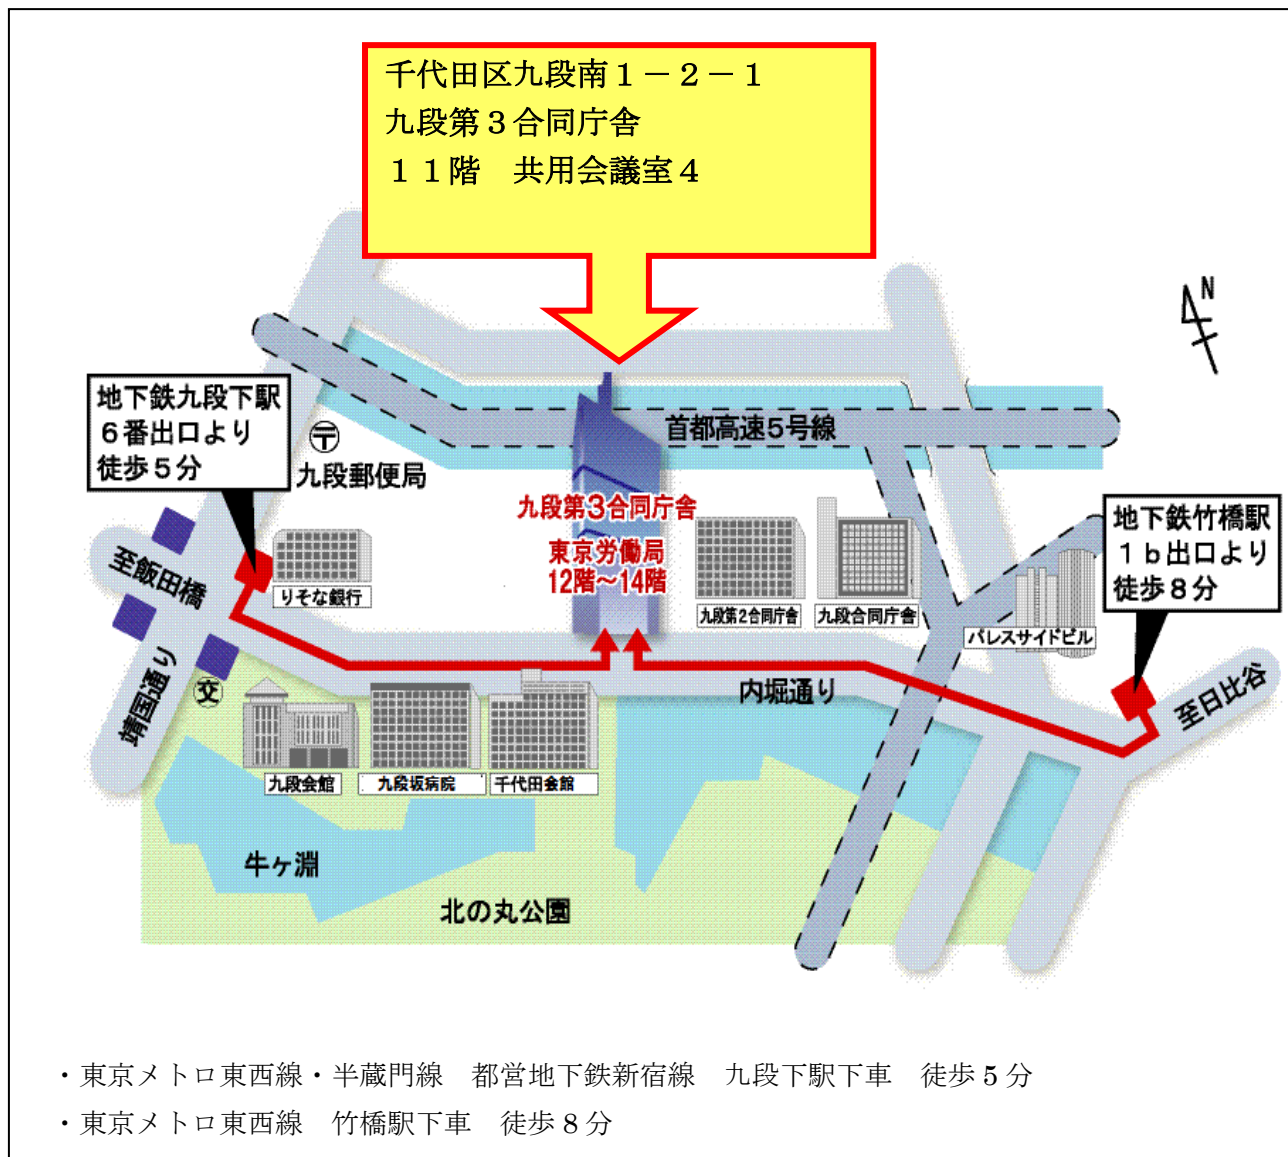 千代田区九段南１－２－１
九段第３合同庁舎
１１階　共用会議室４
N
地下鉄九段下駅
６番出口より
徒歩５分
〒
九段郵便局
首都高速5号線
九段第3合同庁舎
東京労働局
12階～14階
地下鉄竹橋駅
１ｂ出口より
徒歩８分
至飯田橋
りそな銀行
九段第2合同庁舎
九段合同庁舎
パレスサイドビル
靖国通り
交
内堀通り
至日比谷
九段会館
九段坂病院
千代田会館
牛ヶ淵
北の丸公園
・東京メトロ東西線・半蔵門線　都営地下鉄新宿線　九段下駅下車　徒歩5分
・東京メトロ東西線　竹橋駅下車　徒歩8分